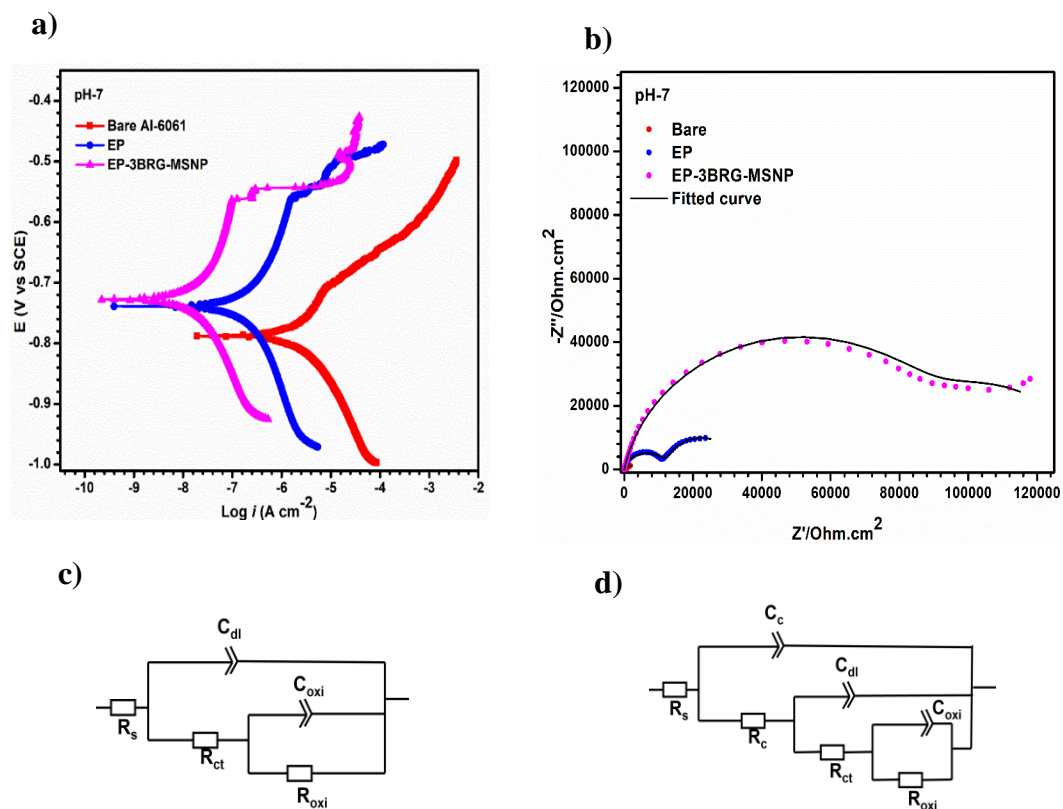 a)
pH-7
Bare Al-6061
EP
EP-3BRG-MSNP
-0.4
-0.5
-0.6
-0.7
-0.8
-0.9
-1.0
E (V vs SCE)
-10 -9 -8 -7 -6 -5 -4 -3 -2
Log i (A cm-2)
b)
pH-7
Bare
EP
EP-3BRG-MSNP
Fitted curve
120000
100000
80000
60000
40000
20000
0
-Z''/Ohm.cm2
0 20000 40000 60000 80000 100000 120000
Z'/Ohm.cm2
c)
Cdl
Coxi
Rs
Rct
Roxi
d)
Cc
Cdl
Coxi
Rs
Rc
Rct
Roxi